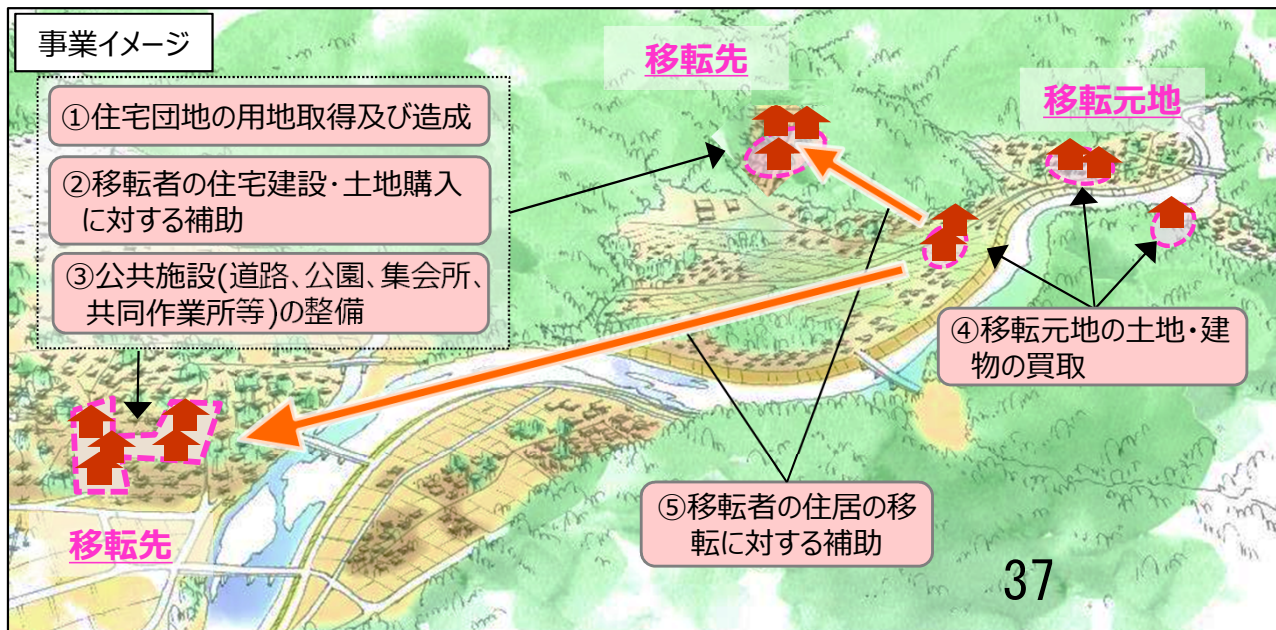 事業イメージ
①住宅団地の用地取得及び造成
②移転者の住宅建設・土地購入
に対する補助
③公共施設(道路、公園、集会所、
共同作業所等)の整備
移転先
移転元地
④移転元地の土地・建
物の買取
⑤移転者の住居の移
転に対する補助
移転先
37